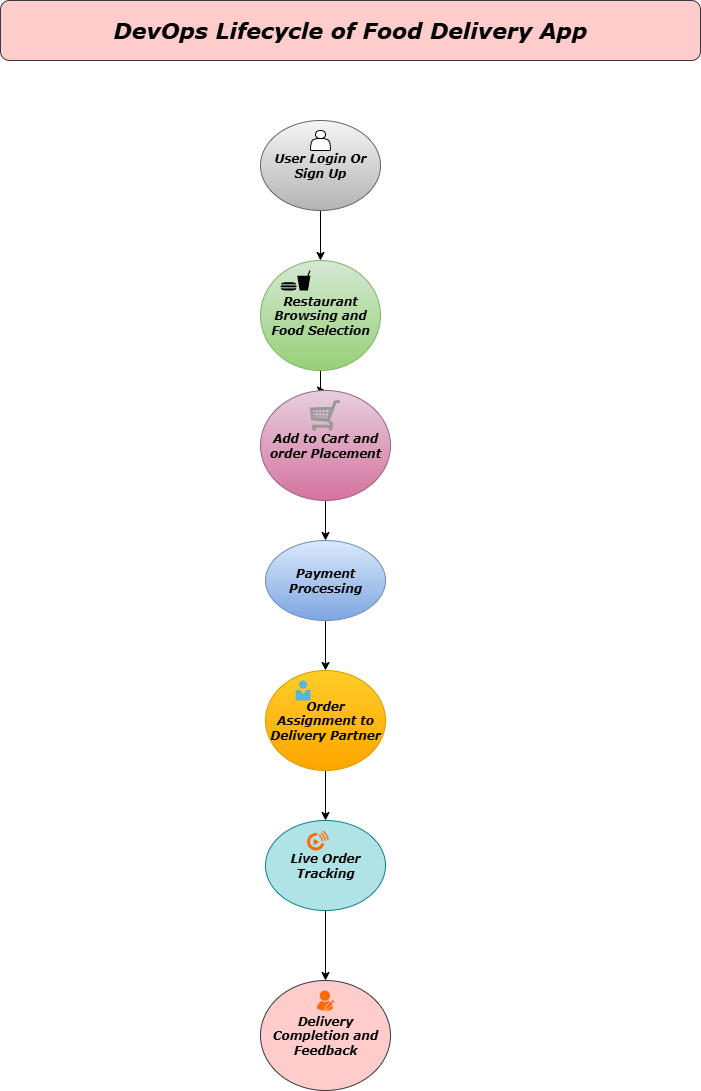 DevOps Lifecycle of Food Delivery App
User Login Or
Sign Up
Restaurant
Browsing and
Food Selection
Add to Cart and
order Placement
Payment
Processing
Order
Assignment to
Delivery Partner
Live Order
Tracking
Delivery
Completion and
Feedback